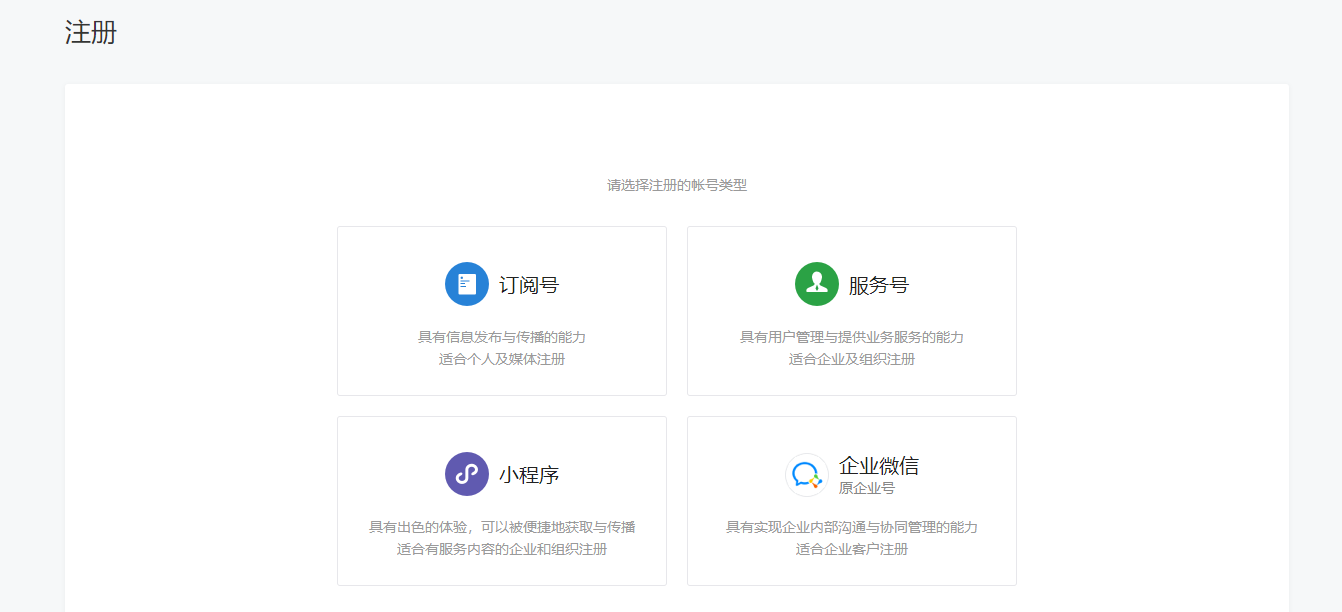 注册
请选择注册的帐号类型
订阅号
具有信息发布与传播的能力
适合个人及媒体注册
服务号
具有用户管理与提供业务服务的能力
适合企业及组织注册
小程序
具有出色的体验，可以被便捷地获取与传播
适合有服务内容的企业和组织注册
企业微信
原企业号
具有实现企业内部沟通与协同管理的能力
适合企业客户注册